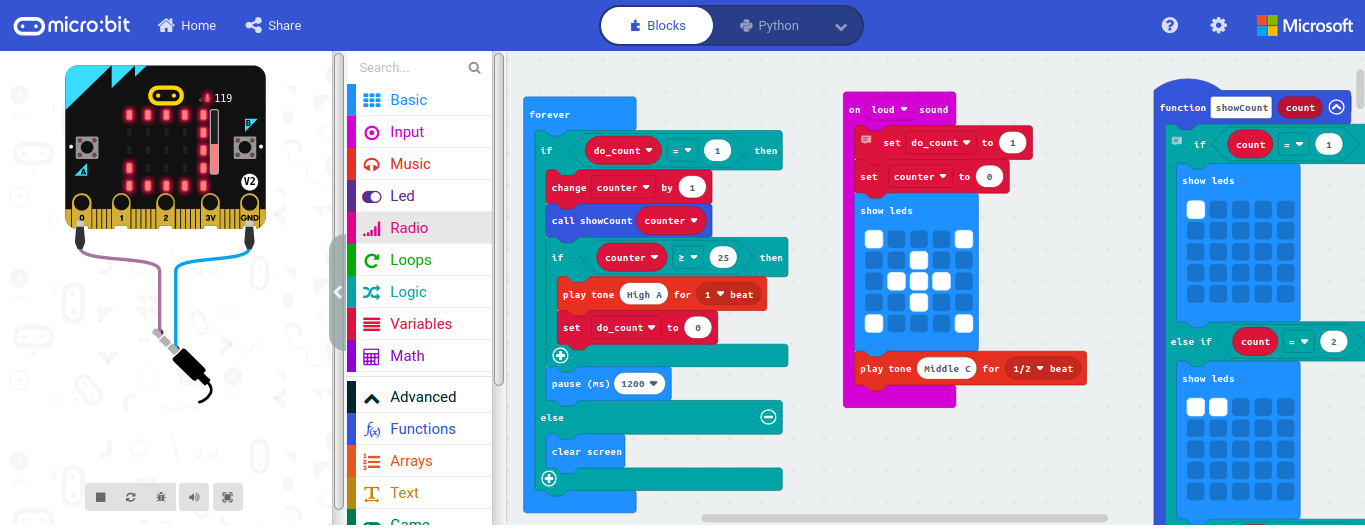 micro:bit Home Share Blocks Python ? Microsoft
119
B
A
V2
0 1 2 3V GND
Search...
Basic
Input
Music
Led
Radio
Loops
Logic
Variables
Math
Advanced
f(x) Functions
Arrays
Text
Game
forever
if do_count = 1 then
change counter by 1
call showCount counter
if counter ≥ 25 then
play tone High A for 1 beat
set do_count to 0
pause (ms) 1200
else
clear screen
on loud sound
set do_count to 1
set counter to 0
show leds
play tone Middle C for 1/2 beat
function showCount count
if count = 1
show leds
else if count = 2
show leds